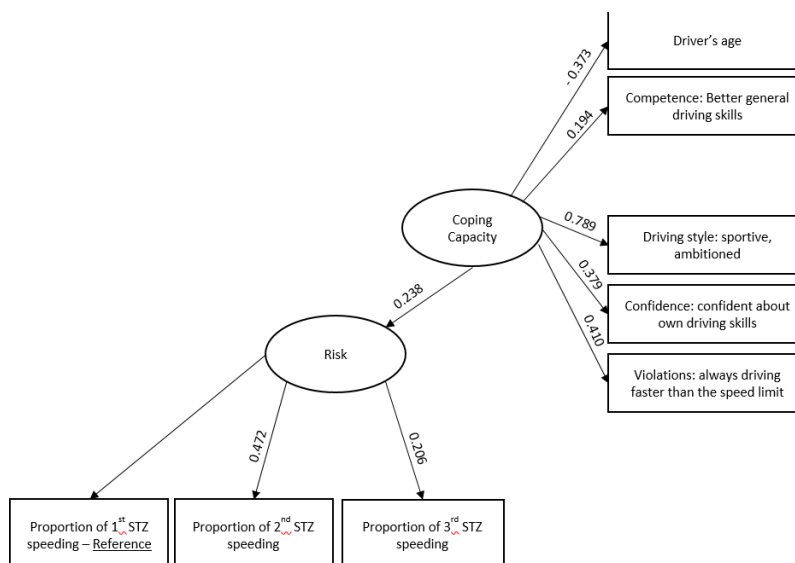 Driver's age
- 0.373
Competence: Better general
driving skills
0.194
Coping
Capacity
0.789
Driving style: sportive,
ambitioned
0.379
Confidence: confident about
own driving skills
0.410
Violations: always driving
faster than the speed limit
0.238
Risk
0.472
0.206
Proportion of 1st STZ
speeding – Reference
Proportion of 2nd STZ
speeding
Proportion of 3rd STZ
speeding